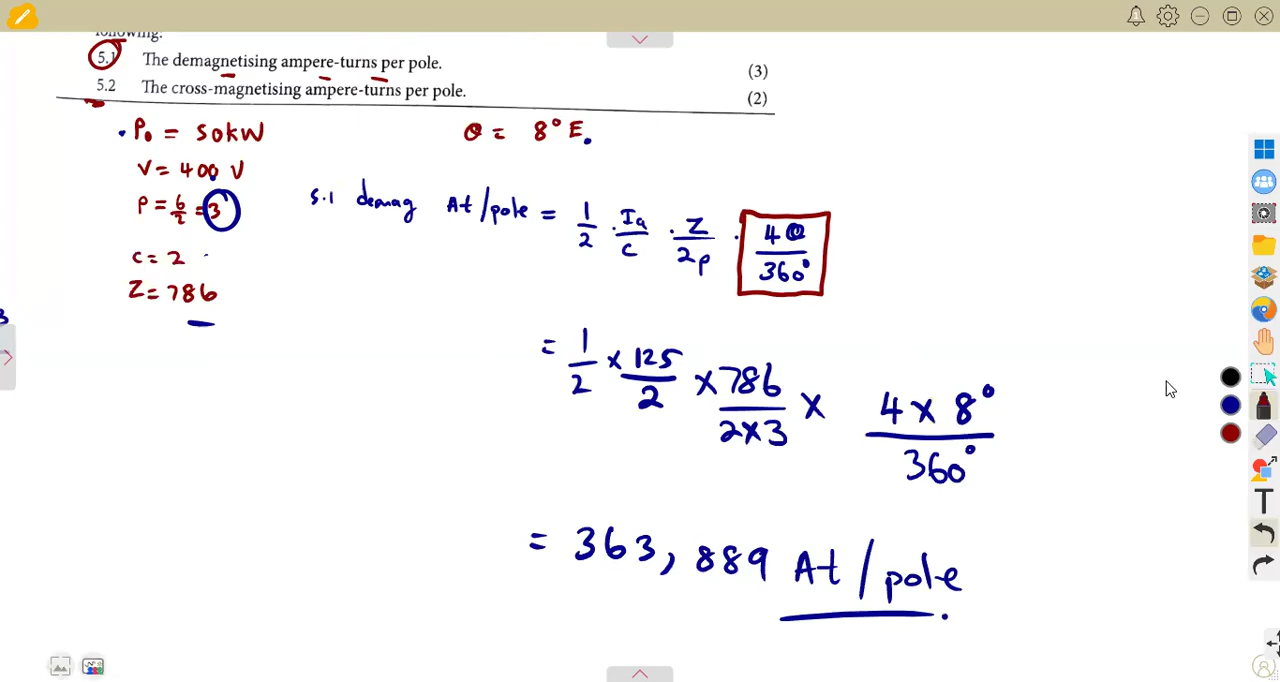 following:
5.1 The demagnetising ampere-turns per pole. (3)
5.2 The cross-magnetising ampere-turns per pole. (2)
P₀ = 50kW
θ = 8° E.
V = 400 V
P = 6/2 = 3
C = 2
Z = 786
5.1 demag At/pole = 1/2 · Ia/C · Z/2p · 4θ/360°
= 1/2 × 125/2 × 786/2×3 × 4 × 8°/360°
= 363,889 At/pole